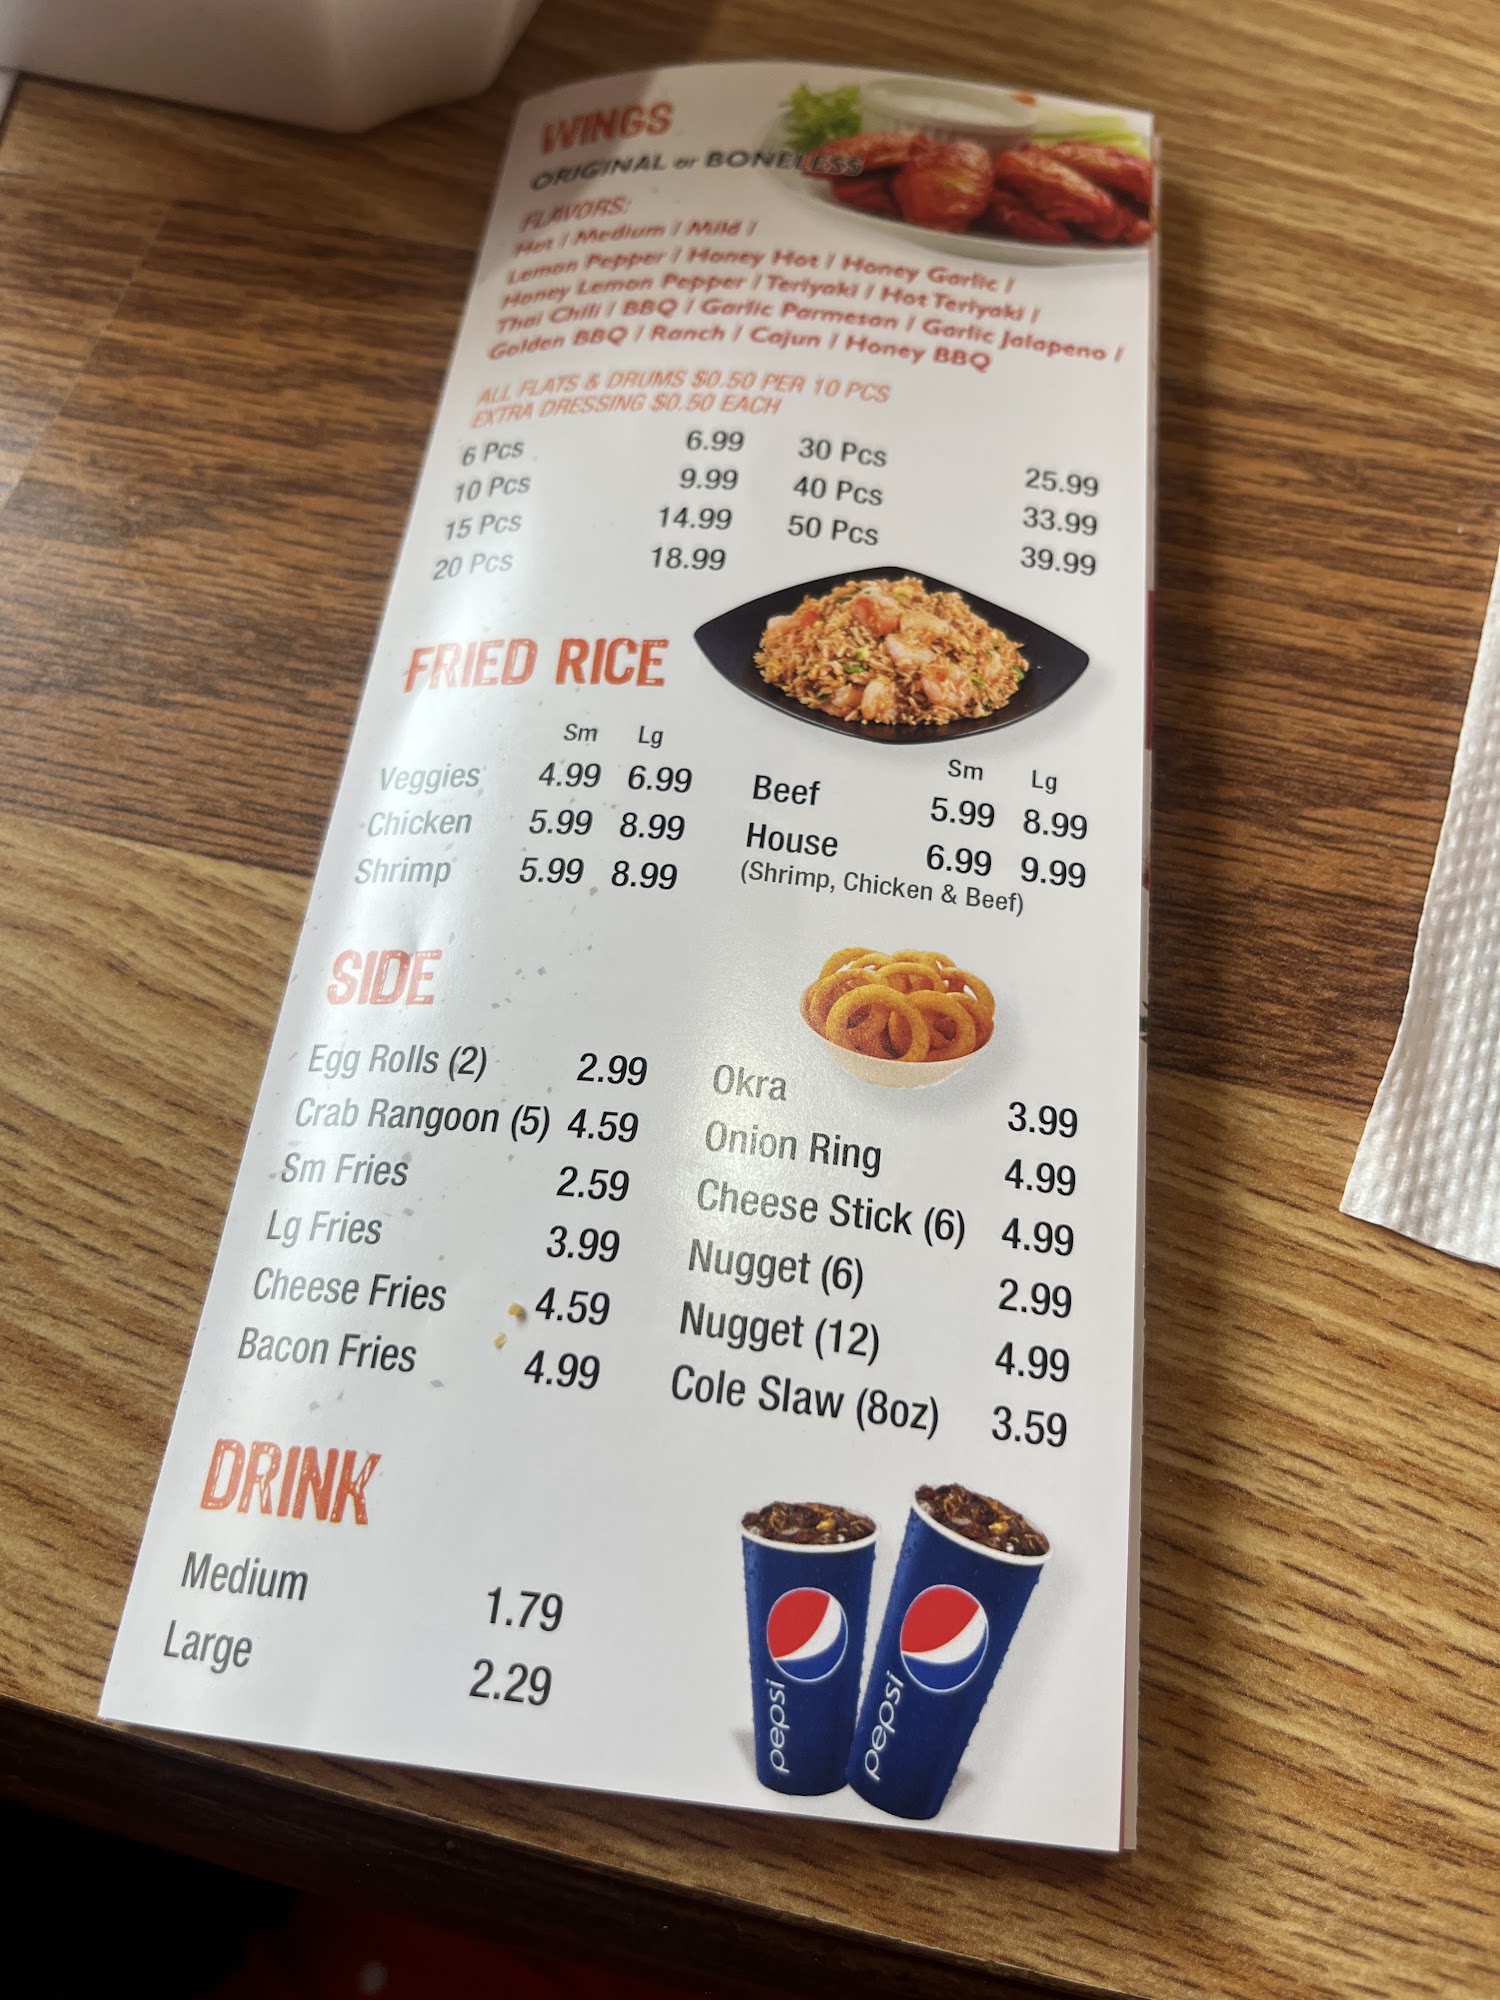 WINGS
ORIGINAL or BONELESS
FLAVORS:
Hot / Medium / Mild /
Lemon Pepper / Honey Hot / Honey Garlic /
Honey Lemon Pepper / Teriyaki / Hot Teriyaki /
Thai Chili / BBQ / Garlic Parmesan / Garlic Jalapeno /
Golden BBQ / Ranch / Cajun / Honey BBQ
ALL FLATS & DRUMS $0.50 PER 10 PCS
EXTRA DRESSING $0.50 EACH
6 Pcs 6.99
10 Pcs 9.99
15 Pcs 14.99
20 Pcs 18.99
30 Pcs 25.99
40 Pcs 33.99
50 Pcs 39.99
FRIED RICE
Sm Lg
Veggies 4.99 6.99
Chicken 5.99 8.99
Shrimp 5.99 8.99
Sm Lg
Beef 5.99 8.99
House 6.99 9.99
(Shrimp, Chicken & Beef)
SIDE
Egg Rolls (2) 2.99
Crab Rangoon (5) 4.59
Sm Fries 2.59
Lg Fries 3.99
Cheese Fries 4.59
Bacon Fries 4.99
Okra 3.99
Onion Ring 4.99
Cheese Stick (6) 4.99
Nugget (6) 2.99
Nugget (12) 4.99
Cole Slaw (8oz) 3.59
DRINK
Medium 1.79
Large 2.29
pepsi
pepsi